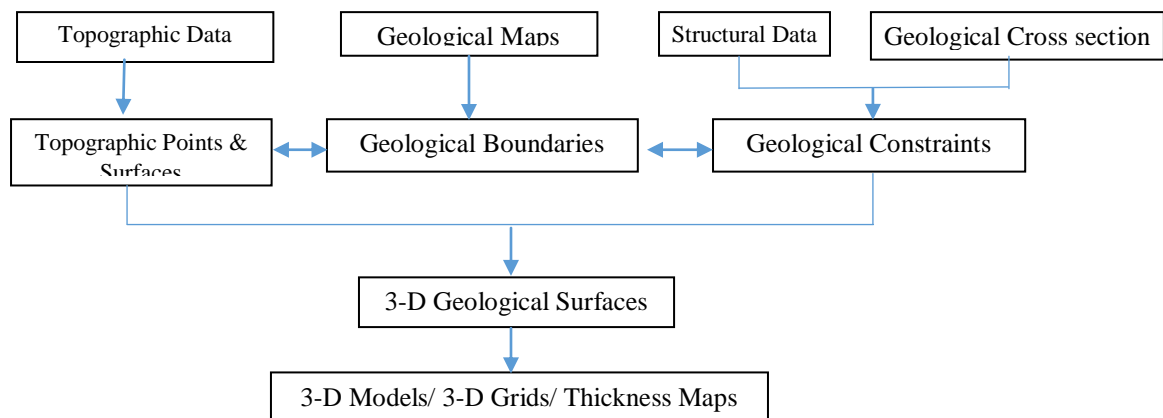 Topographic Data
Geological Maps
Structural Data
Geological Cross section
Topographic Points &
Surfaces
Geological Boundaries
Geological Constraints
3-D Geological Surfaces
3-D Models/ 3-D Grids/ Thickness Maps